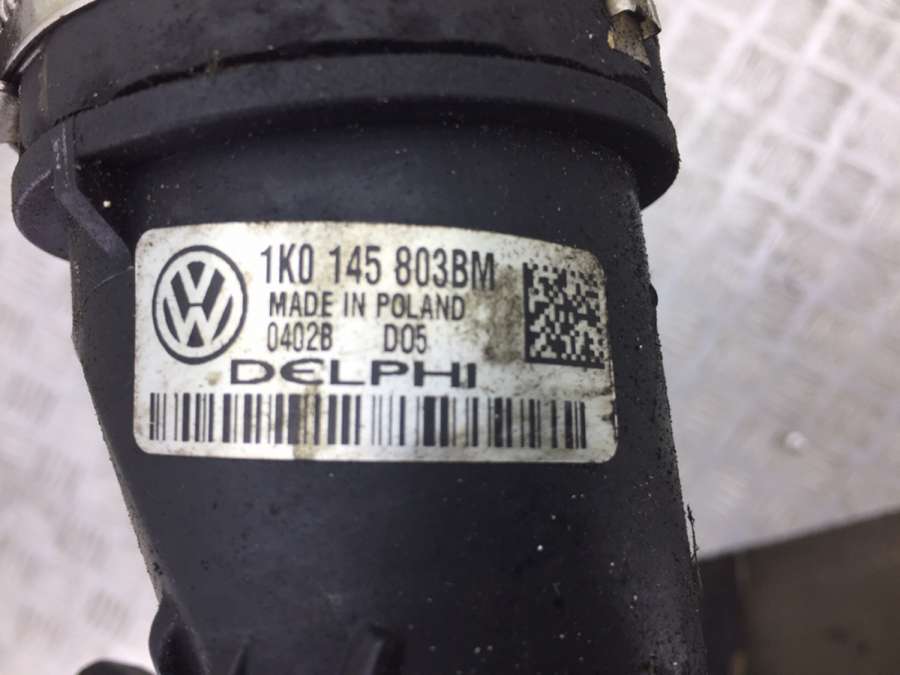 1K0 145 803BM
MADE IN POLAND
0402B D05
DELPHI